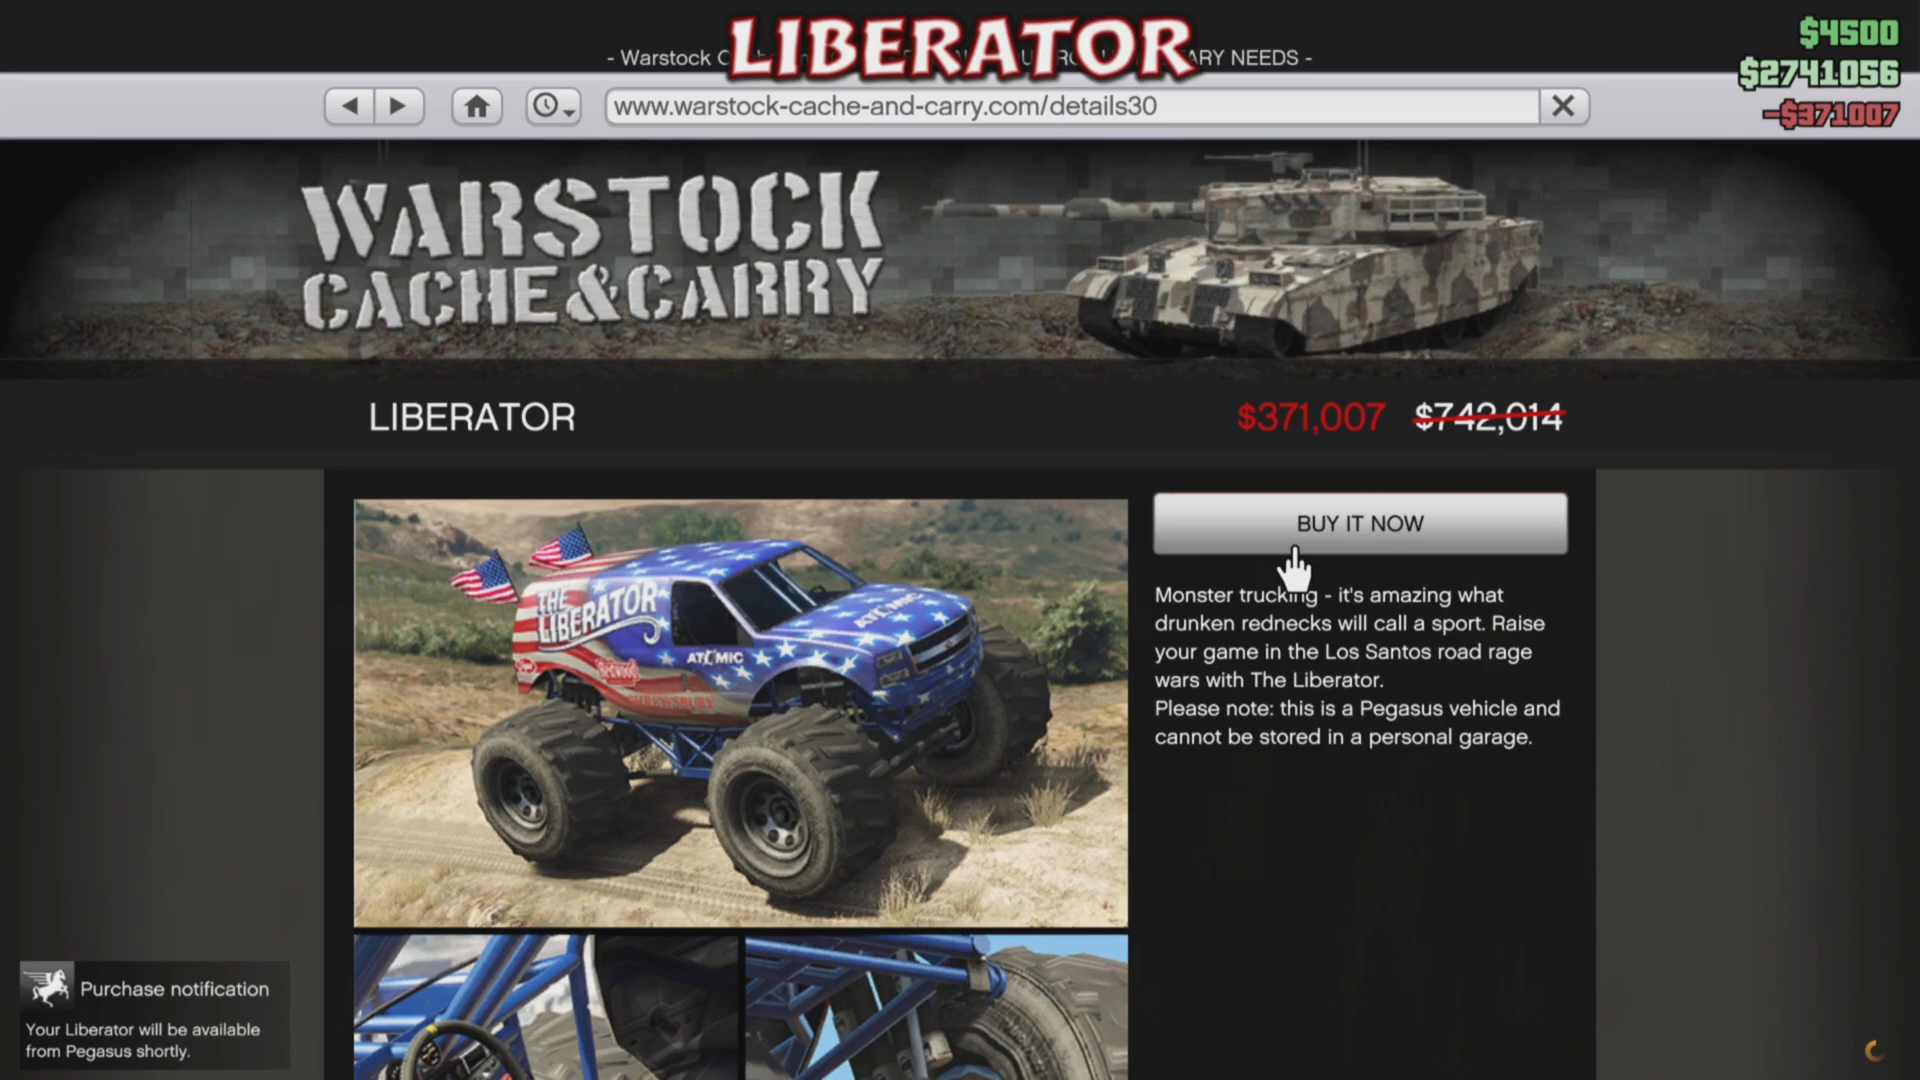 LIBERATOR
- Warstock C ARY NEEDS -
$4500
$2741056
-$371007
www.warstock-cache-and-carry.com/details30
WARSTOCK
CACHE&CARRY
LIBERATOR
$371,007 $742,014
BUY IT NOW
Monster trucking - it's amazing what
drunken rednecks will call a sport. Raise
your game in the Los Santos road rage
wars with The Liberator.
Please note: this is a Pegasus vehicle and
cannot be stored in a personal garage.
THE
LIBERATOR
ATOMIC
ATOMIC
Redwood
SHREWSBURY
Purchase notification
Your Liberator will be available
from Pegasus shortly.